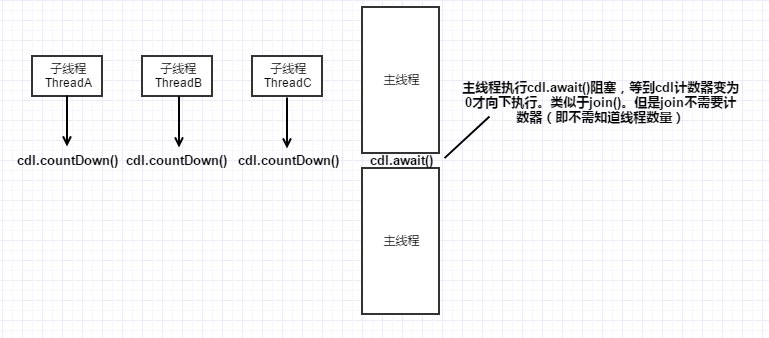 子线程
ThreadA
子线程
ThreadB
子线程
ThreadC
主线程
主线程执行cdl.await()阻塞，等到cdl计数器变为
0才向下执行。类似于join()。但是join不需要计
数器（即不需知道线程数量）
cdl.countDown()
cdl.countDown()
cdl.countDown()
cdl.await()
主线程